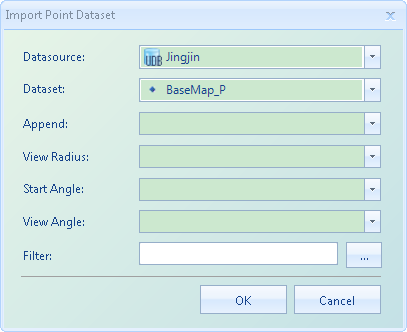 Import Point Dataset
Datasource: UDB Jingjin
Dataset: BaseMap_P
Append:
View Radius:
Start Angle:
View Angle:
Filter: ...
OK Cancel